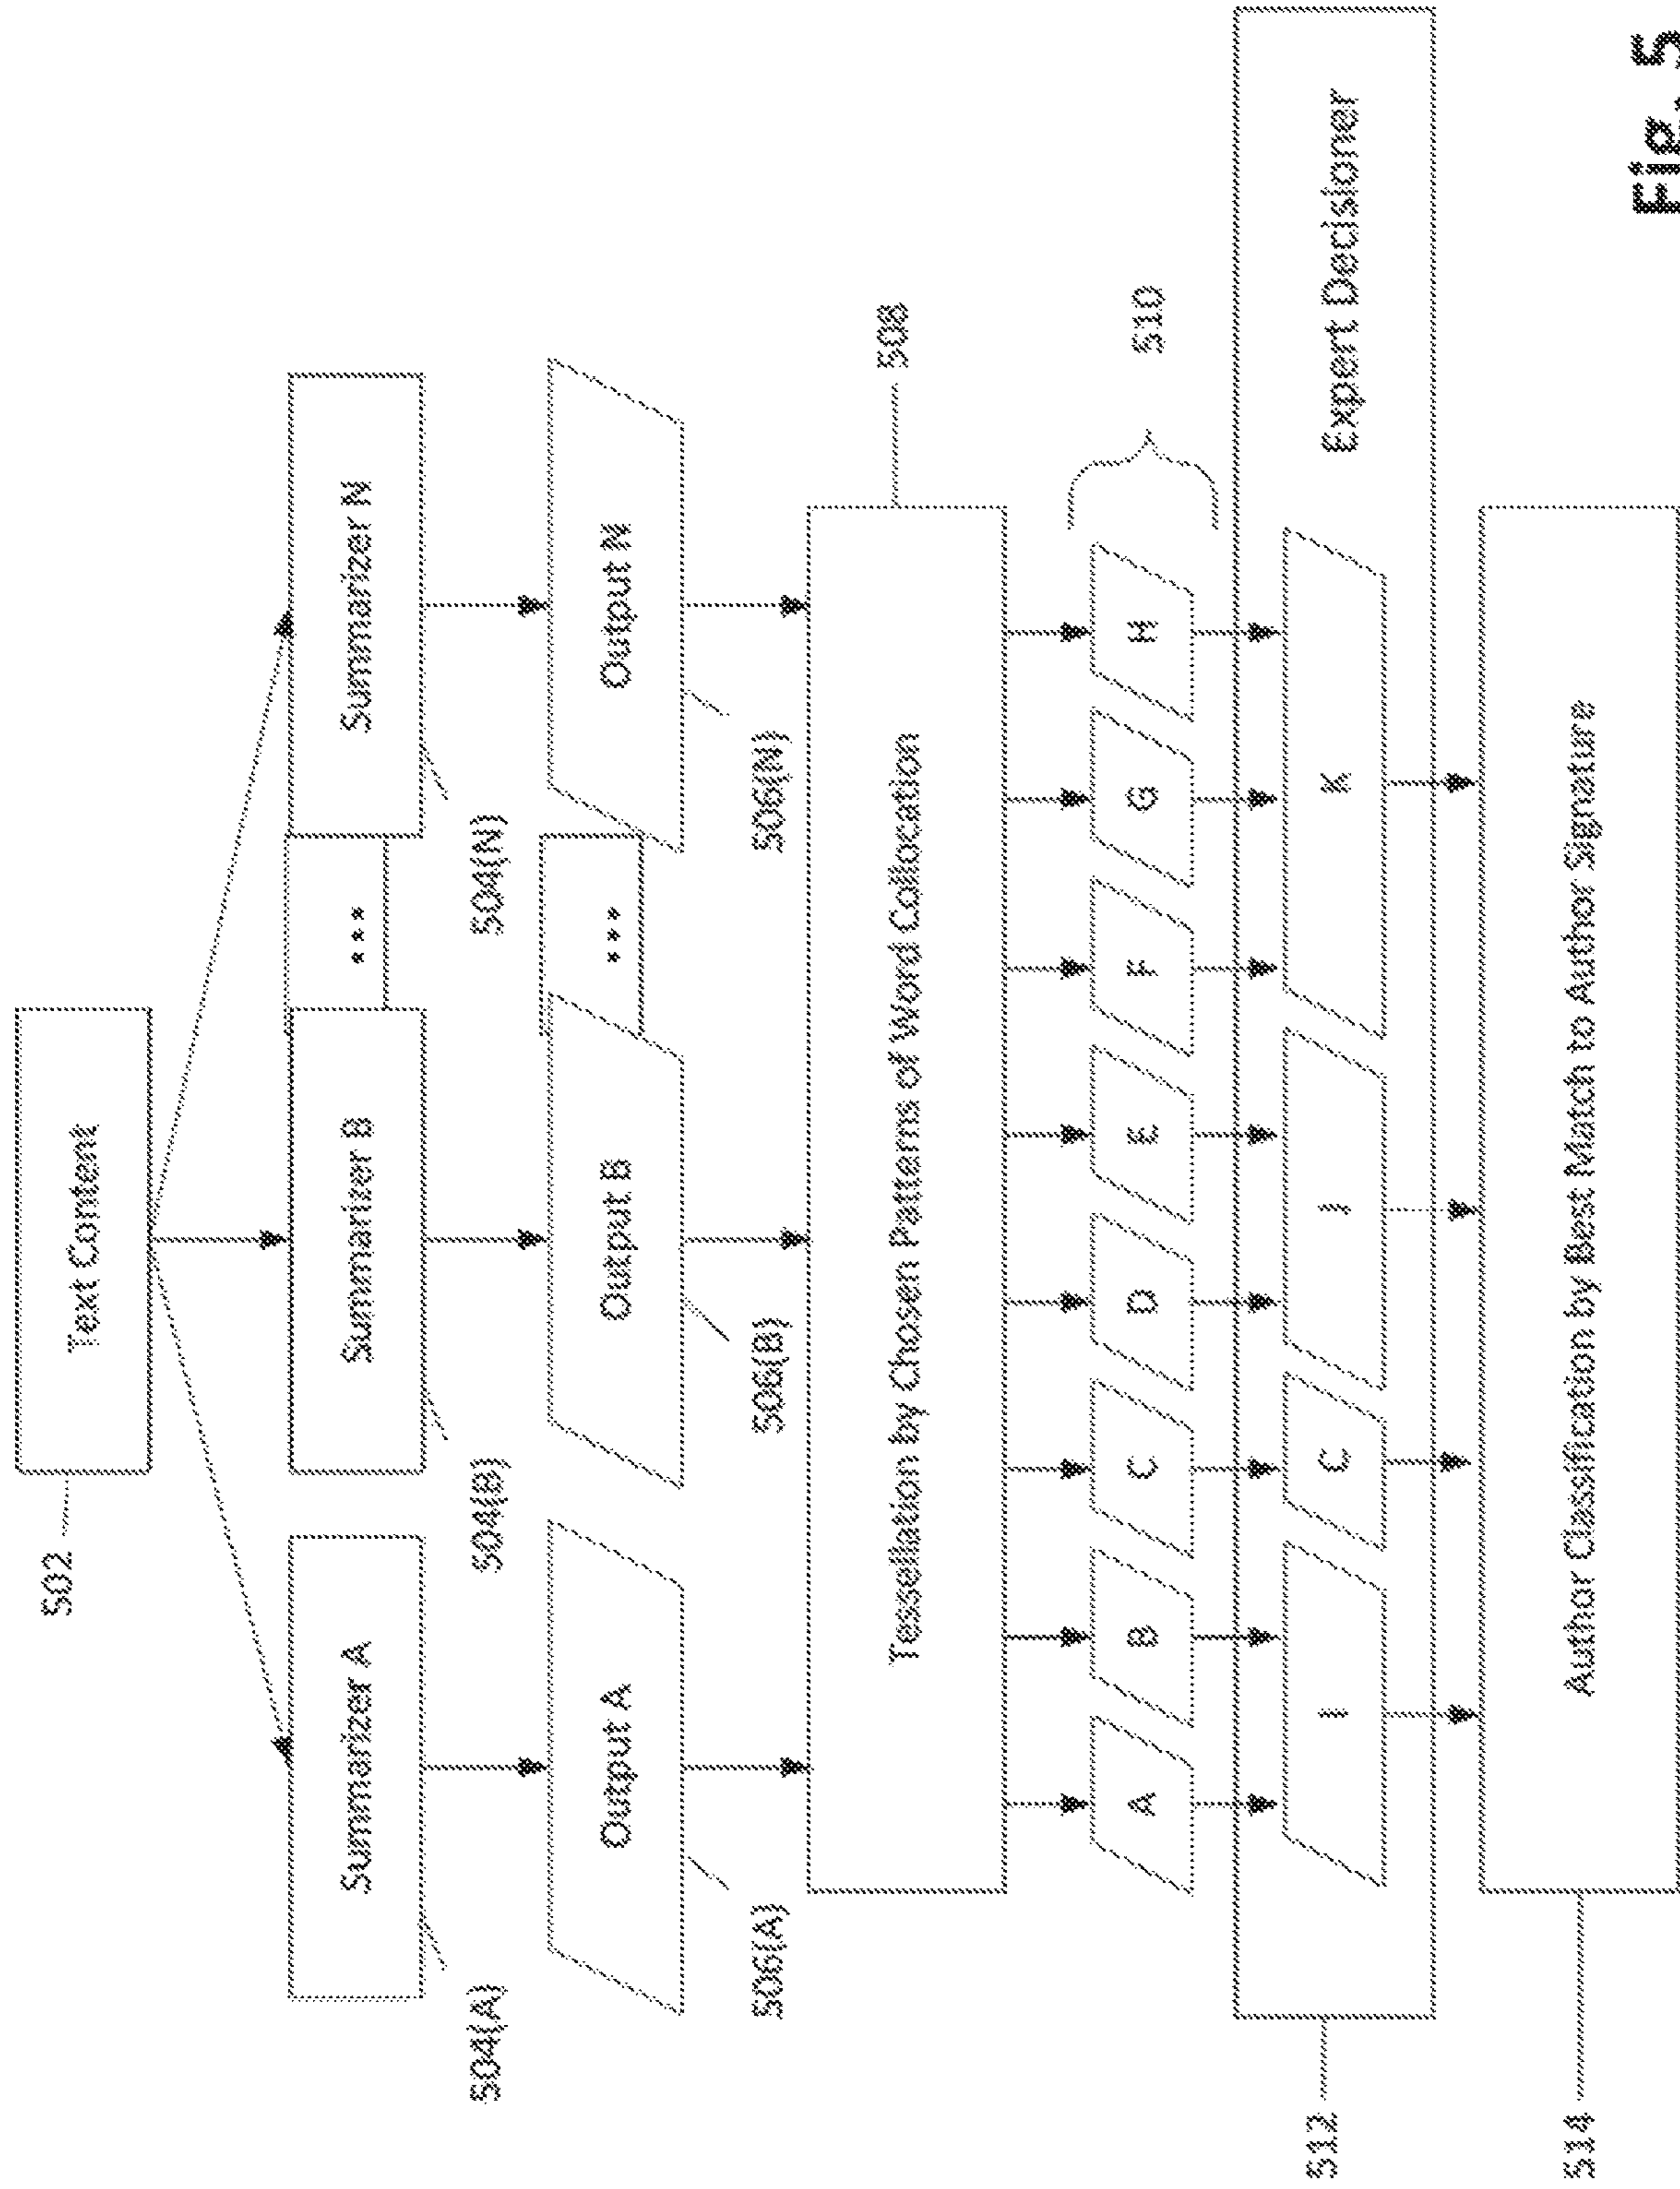 502
Text Content
Summarizer A
Summarizer B
...
Summarizer N
504(A)
504(B)
504(N)
Output A
Output B
...
Output N
506(A)
506(B)
506(N)
Tessellation by Chosen Patterns of Word Collocation
508
A
B
C
D
E
F
G
H
510
512
I
C
J
K
Expert Decisioner
514
Author Classification by Best Match to Author Signature
Fig. 5